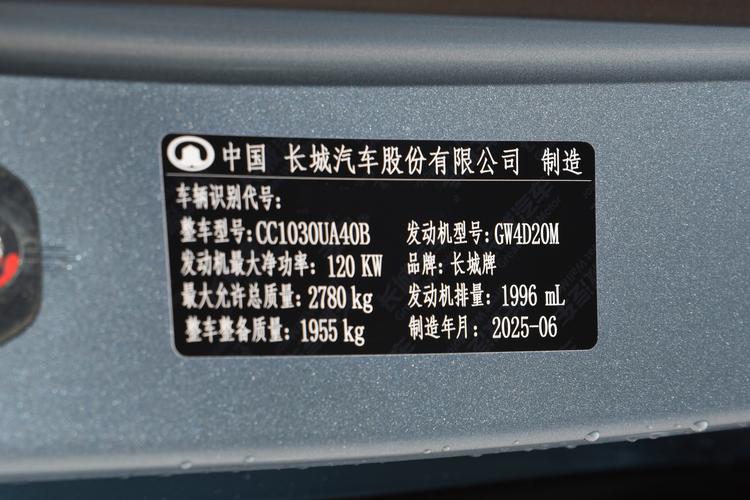 中国 长城汽车股份有限公司 制造
车辆识别代号:
整车型号:CC1030UA40B 发动机型号:GW4D20M
发动机最大净功率: 120 KW 品牌: 长城牌
最大允许总质量: 2780 kg 发动机排量: 1996 mL
整车整备质量: 1955 kg 制造年月: 2025-06